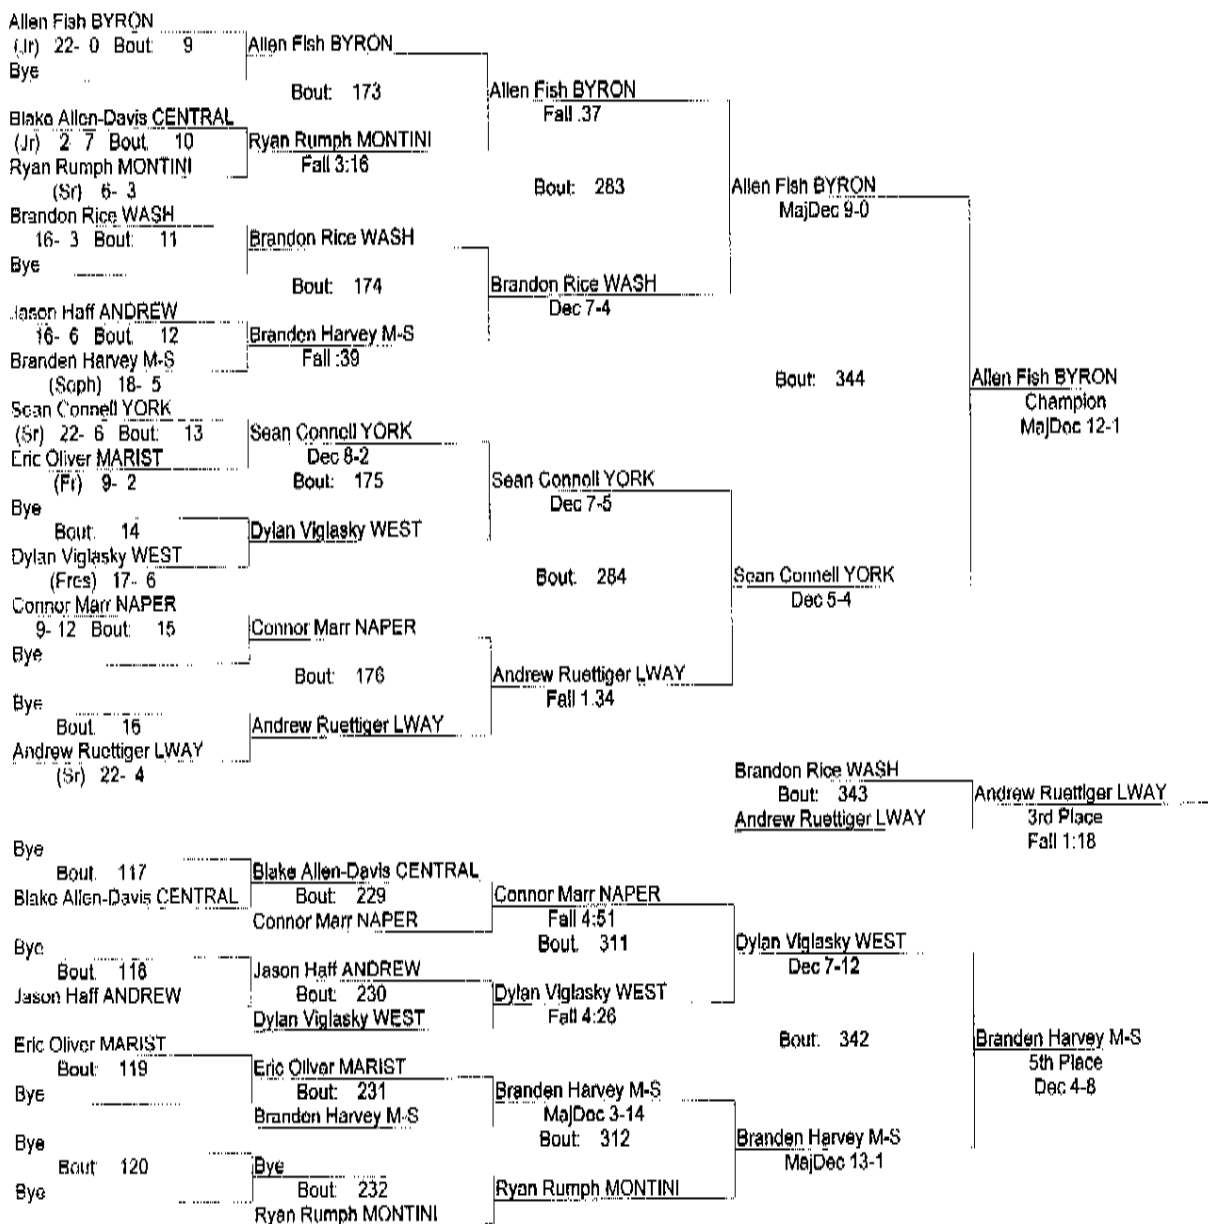 Allen Fish BYRON
(Jr) 22- 0 Bout: 9
Bye
Allen Fish BYRON
Bout: 173
Blake Allen-Davis CENTRAL
(Jr) 2- 7 Bout: 10
Ryan Rumph MONTINI
(Sr) 6- 3
Ryan Rumph MONTINI
Fall 3:16
Allen Fish BYRON
Fall :37
Bout: 283
Brandon Rice WASH
16- 3 Bout: 11
Bye
Brandon Rice WASH
Bout: 174
Jason Haff ANDREW
16- 6 Bout: 12
Branden Harvey M-S
(Soph) 18- 5
Branden Harvey M-S
Fall :39
Brandon Rice WASH
Dec 7-4
Allen Fish BYRON
MajDec 9-0
Bout: 344
Allen Fish BYRON
Champion
MajDec 12-1
Sean Connell YORK
(Sr) 22- 6 Bout: 13
Eric Oliver MARIST
(Fr) 9- 2
Sean Connell YORK
Dec 8-2
Bout: 175
Bye
Bout: 14
Dylan Viglasky WEST
(Fres) 17- 6
Dylan Viglasky WEST
Sean Connell YORK
Dec 7-5
Bout: 284
Connor Marr NAPER
9- 12 Bout: 15
Bye
Connor Marr NAPER
Bout: 176
Bye
Bout: 16
Andrew Ruettiger LWAY
(Sr) 22- 4
Andrew Ruettiger LWAY
Andrew Ruettiger LWAY
Fall 1:34
Sean Connell YORK
Dec 5-4
Brandon Rice WASH
Bout: 343
Andrew Ruettiger LWAY
Andrew Ruettiger LWAY
3rd Place
Fall 1:18
Bye
Bout: 117
Blake Allen-Davis CENTRAL
Blake Allen-Davis CENTRAL
Bout: 229
Connor Marr NAPER
Connor Marr NAPER
Fall 4:51
Bout: 311
Bye
Bout: 118
Jason Haff ANDREW
Jason Haff ANDREW
Bout: 230
Dylan Viglasky WEST
Dylan Viglasky WEST
Fall 4:26
Dylan Viglasky WEST
Dec 7-12
Bout: 342
Branden Harvey M-S
5th Place
Dec 4-8
Eric Oliver MARIST
Bout: 119
Bye
Eric Oliver MARIST
Bout: 231
Branden Harvey M-S
Branden Harvey M-S
MajDec 3-14
Bout: 312
Bye
Bout: 120
Bye
Bye
Bout: 232
Ryan Rumph MONTINI
Ryan Rumph MONTINI
Branden Harvey M-S
MajDec 13-1